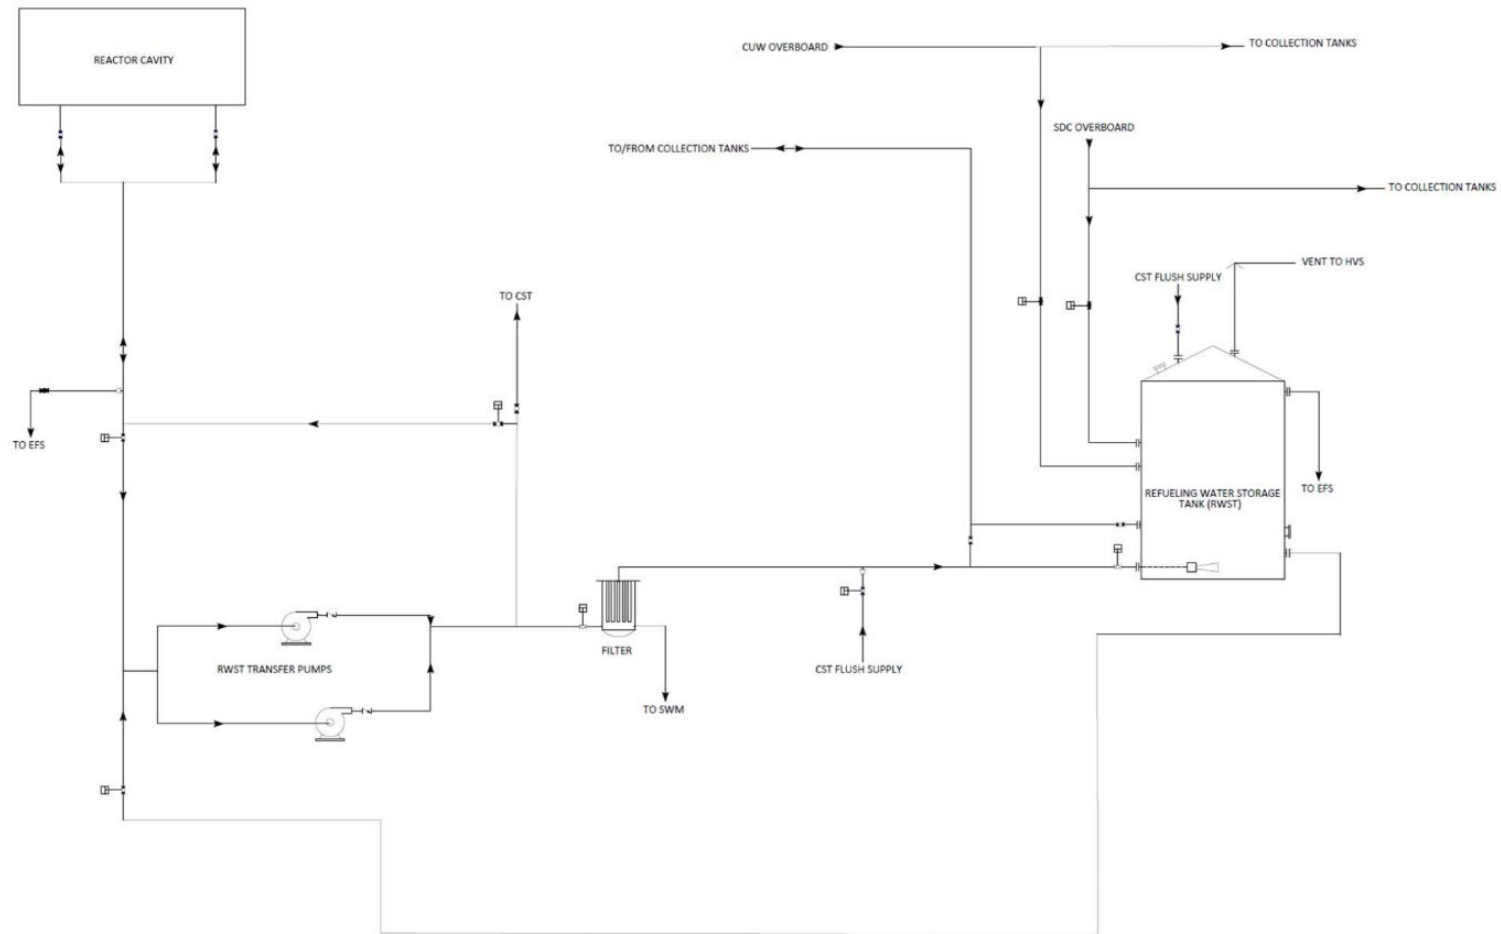 REACTOR CAVITY
CUW OVERBOARD
TO COLLECTION TANKS
SDC OVERBOARD
TO/FROM COLLECTION TANKS
TO COLLECTION TANKS
VENT TO HVS
CST FLUSH SUPPLY
TO CST
TO EFS
REFUELING WATER STORAGE
TANK (RWST)
TO EFS
FILTER
RWST TRANSFER PUMPS
CST FLUSH SUPPLY
TO SWM